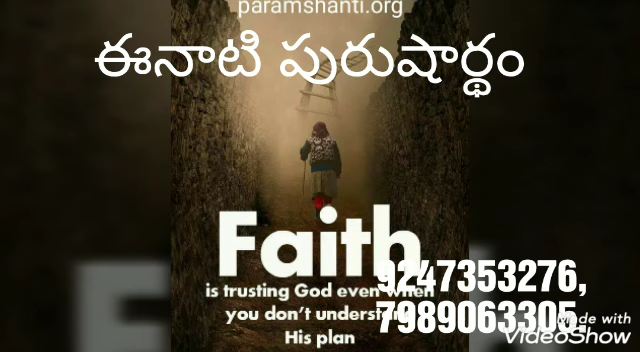 paramshanti.org
ఈనాటి పురుషార్థం
Faith
is trusting God even when
you don't understand
His plan
9247353276,
7989063305.
Made with
VideoShow